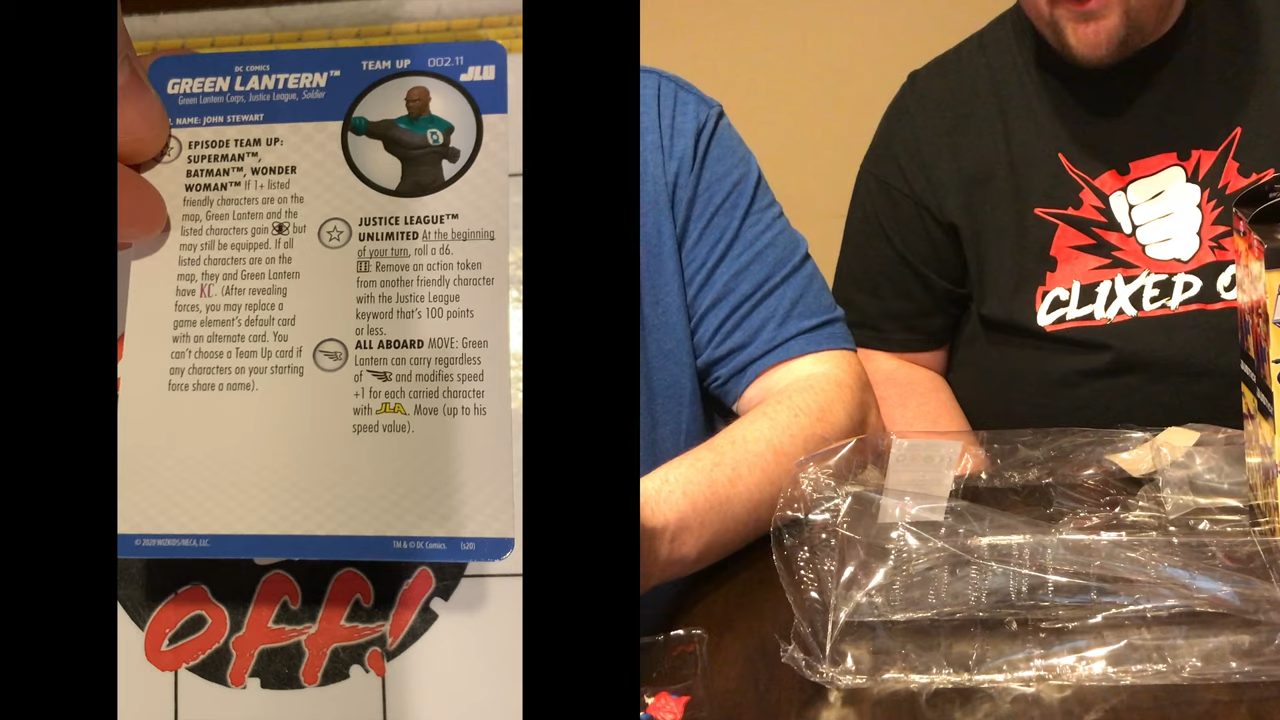 DC COMICS
GREEN LANTERN™
Green Lantern Corps, Justice League, Soldier
TEAM UP 002.11
JLU
NAME: JOHN STEWART
EPISODE TEAM UP:
SUPERMAN™,
BATMAN™, WONDER
WOMAN™ If 1+ listed
friendly characters are on the
map, Green Lantern and the
listed characters gain but
may still be equipped. If all
listed characters are on the
map, they and Green Lantern
have KC. (After revealing
forces, you may replace a
game element's default card
with an alternate card. You
can't choose a Team Up card if
any characters on your starting
force share a name).
JUSTICE LEAGUE™
UNLIMITED At the beginning
of your turn, roll a d6.
: Remove an action token
from another friendly character
with the Justice League
keyword that's 100 points
or less.
ALL ABOARD MOVE: Green
Lantern can carry regardless
of and modifies speed
+1 for each carried character
with JLA. Move (up to his
speed value).
© 2020 WIZKIDS/NECA, LLC.
TM & © DC Comics. (s20)
OFF!
CLIXED O